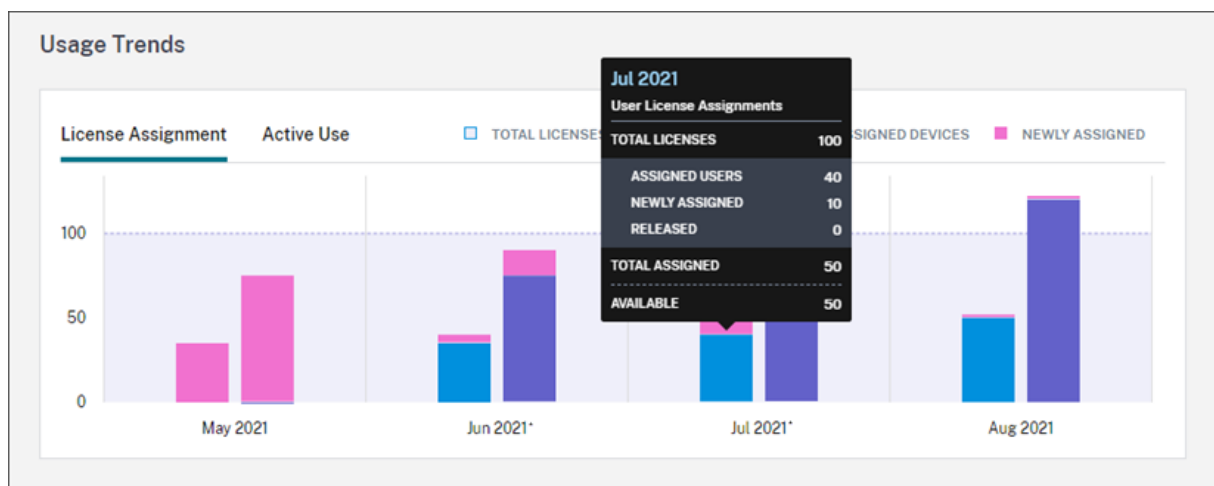 Usage Trends
Jul 2021
User License Assignments
License Assignment Active Use TOTAL LICENSES DEVICES NEWLY ASSIGNED
TOTAL LICENSES 100
ASSIGNED USERS 40
NEWLY ASSIGNED 10
RELEASED 0
TOTAL ASSIGNED 50
AVAILABLE 50
100
50
0
May 2021 Jun 2021* Jul 2021* Aug 2021